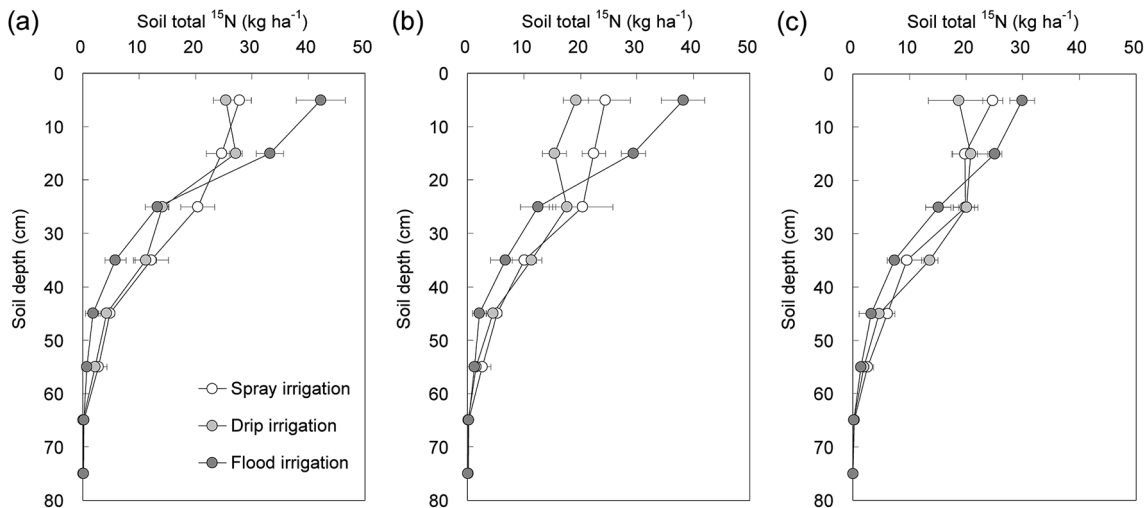 (a)
Soil total ¹⁵N (kg ha⁻¹)
0 10 20 30 40 50
Soil depth (cm)
0
10
20
30
40
50
60
70
80
Spray irrigation
Drip irrigation
Flood irrigation
(b)
Soil total ¹⁵N (kg ha⁻¹)
0 10 20 30 40 50
Soil depth (cm)
0
10
20
30
40
50
60
70
80
(c)
Soil total ¹⁵N (kg ha⁻¹)
0 10 20 30 40 50
Soil depth (cm)
0
10
20
30
40
50
60
70
80